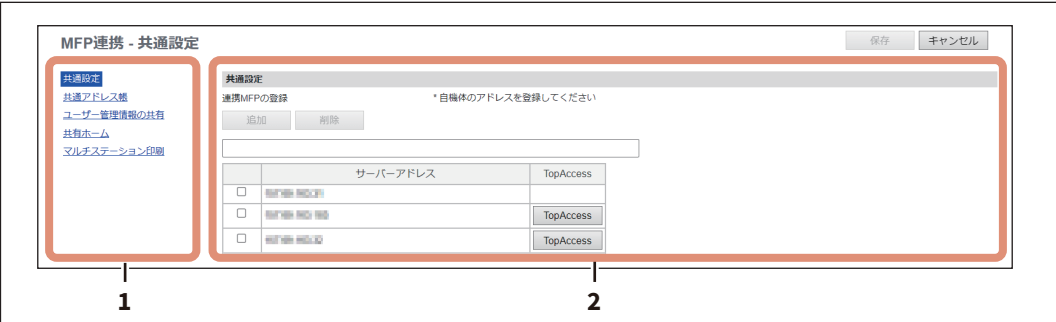 MFP連携 - 共通設定
保存 キャンセル
共通設定
共通アドレス帳
ユーザー管理情報の共有
共有ホーム
マルチステーション印刷
共通設定
連携MFPの登録 * 自機体のアドレスを登録してください
追加 削除
サーバーアドレス TopAccess
TopAccess
TopAccess
1 2